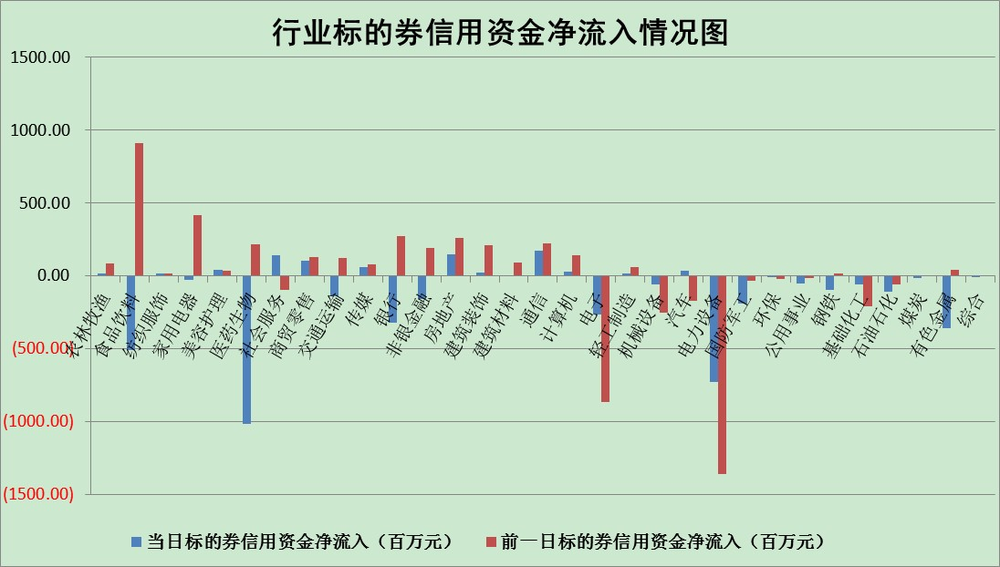 行业标的券信用资金净流入情况图
1500.00
1000.00
500.00
0.00
(500.00)
(1000.00)
(1500.00)
农林牧渔
食品饮料
纺织服饰
家用电器
美容护理
医药生物
社会服务
商贸零售
交通运输
传媒
银行
非银金融
房地产
建筑装饰
建筑材料
通信
计算机
电子
轻工制造
机械设备
汽车
电力设备
国防军工
环保
公用事业
钢铁
基础化工
石油石化
煤炭
有色金属
综合
当日标的券信用资金净流入（百万元）
前一日标的券信用资金净流入（百万元）